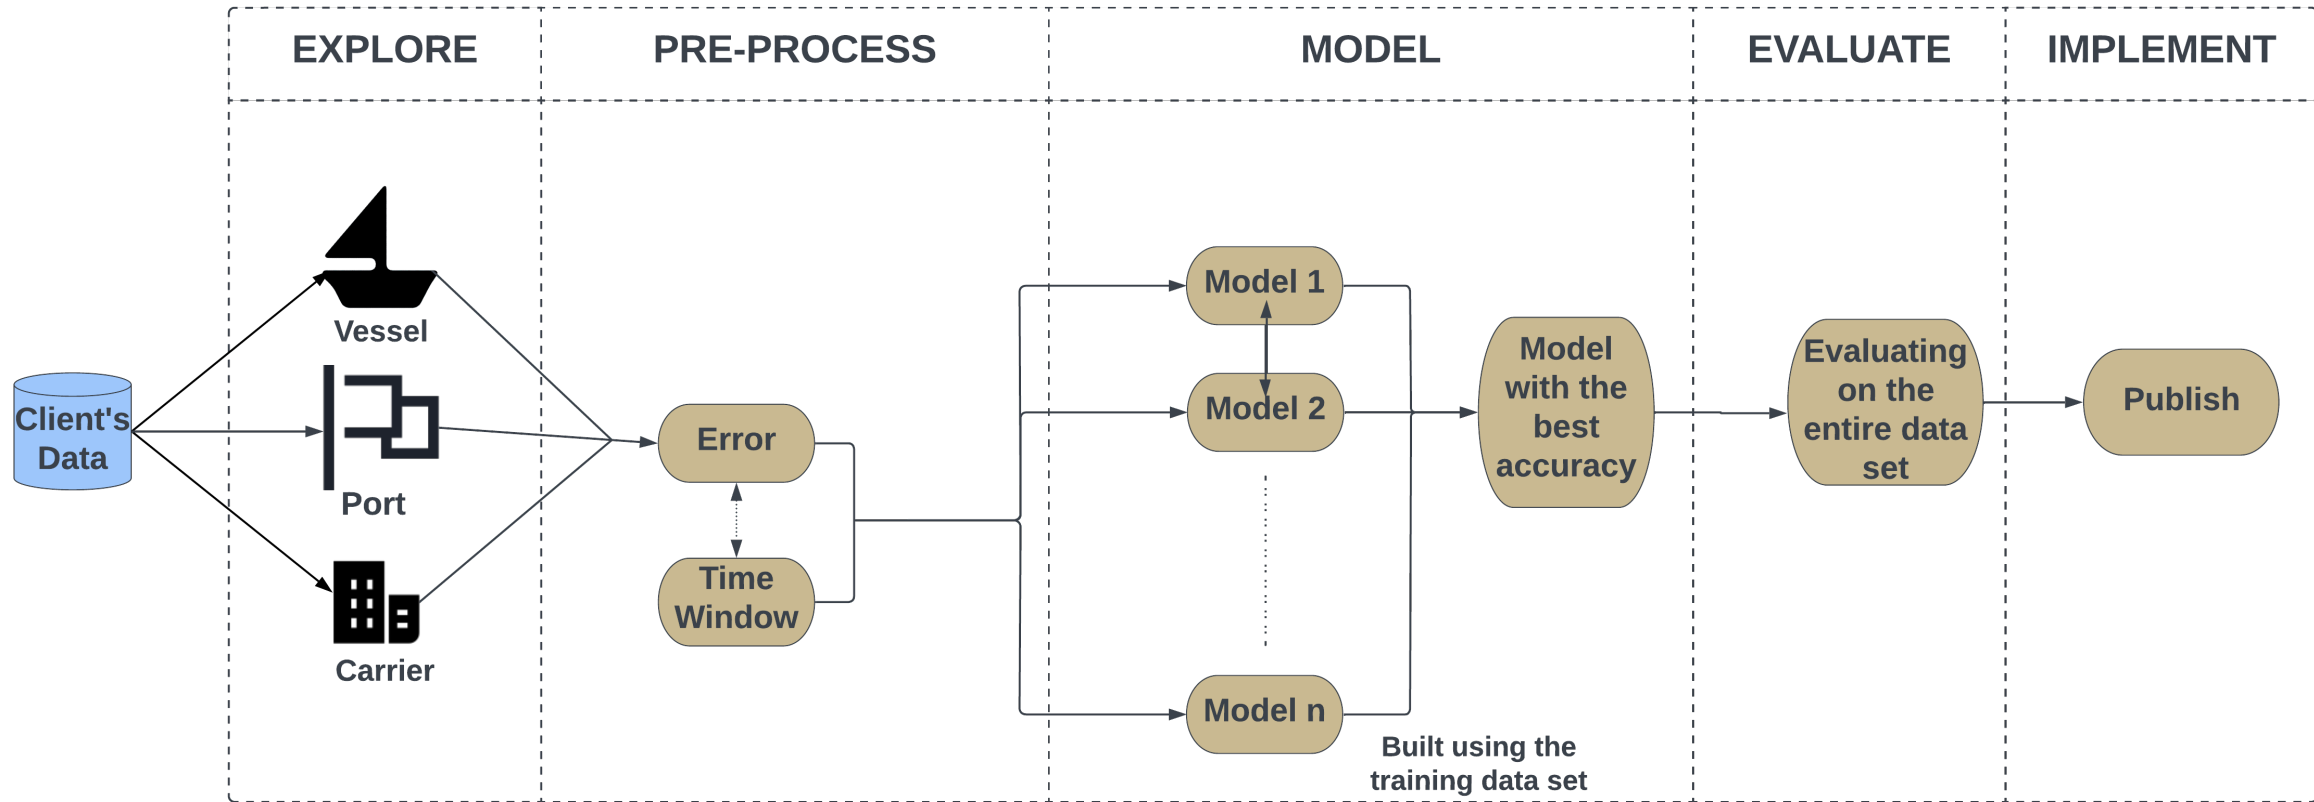 EXPLORE
PRE-PROCESS
MODEL
EVALUATE
IMPLEMENT
Client's
Data
Vessel
Port
Carrier
Error
Time
Window
Model 1
Model 2
Model n
Built using the
training data set
Model
with the
best
accuracy
Evaluating
on the
entire data
set
Publish